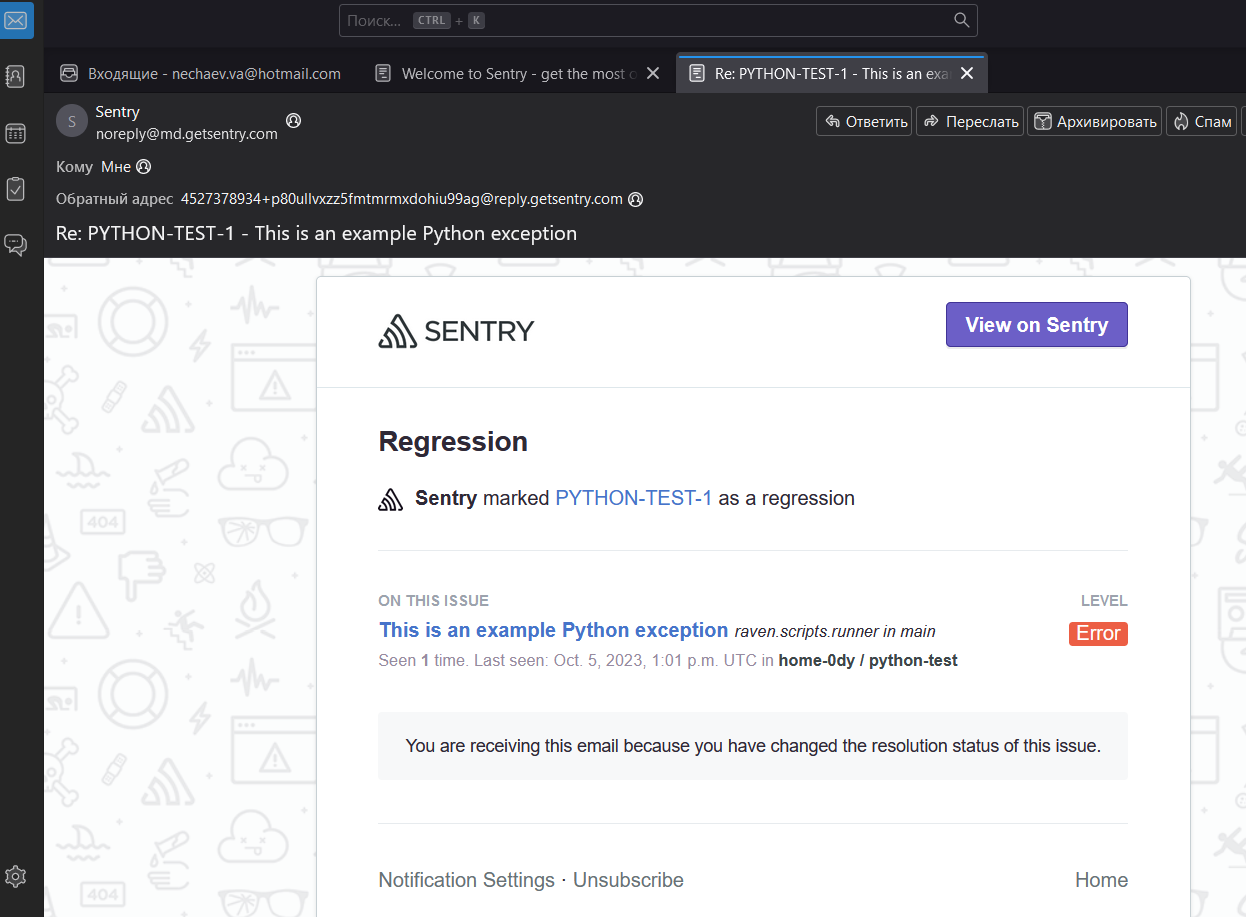 Поиск... CTRL + K
Входящие - nechaev.va@hotmail.com
Welcome to Sentry - get the most o
Re: PYTHON-TEST-1 - This is an exa
S
Sentry
noreply@md.getsentry.com
Ответить
Переслать
Архивировать
Спам
Кому Мне
Обратный адрес 4527378934+p80ullvxzz5fmtmrmxdohiu99ag@reply.getsentry.com
Re: PYTHON-TEST-1 - This is an example Python exception
SENTRY
View on Sentry
Regression
Sentry marked PYTHON-TEST-1 as a regression
404
ON THIS ISSUE
LEVEL
This is an example Python exception raven.scripts.runner in main
Error
Seen 1 time. Last seen: Oct. 5, 2023, 1:01 p.m. UTC in home-0dy / python-test
You are receiving this email because you have changed the resolution status of this issue.
Notification Settings · Unsubscribe
Home
404